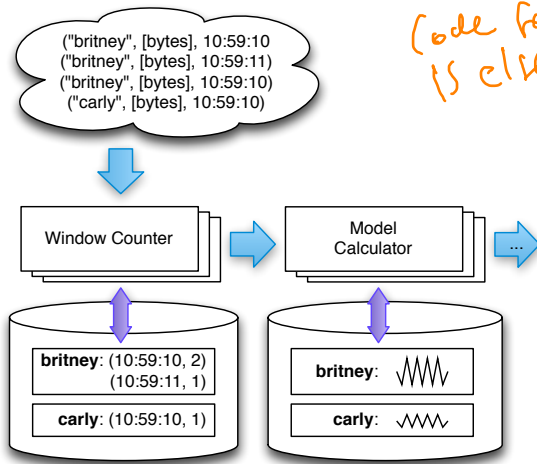 ("britney", [bytes], 10:59:10
("britney", [bytes], 10:59:11)
("britney", [bytes], 10:59:10)
("carly", [bytes], 10:59:10)
Code
is
Window Counter
Model
Calculator
...
britney: (10:59:10, 2)
(10:59:11, 1)
carly: (10:59:10, 1)
britney:
carly: